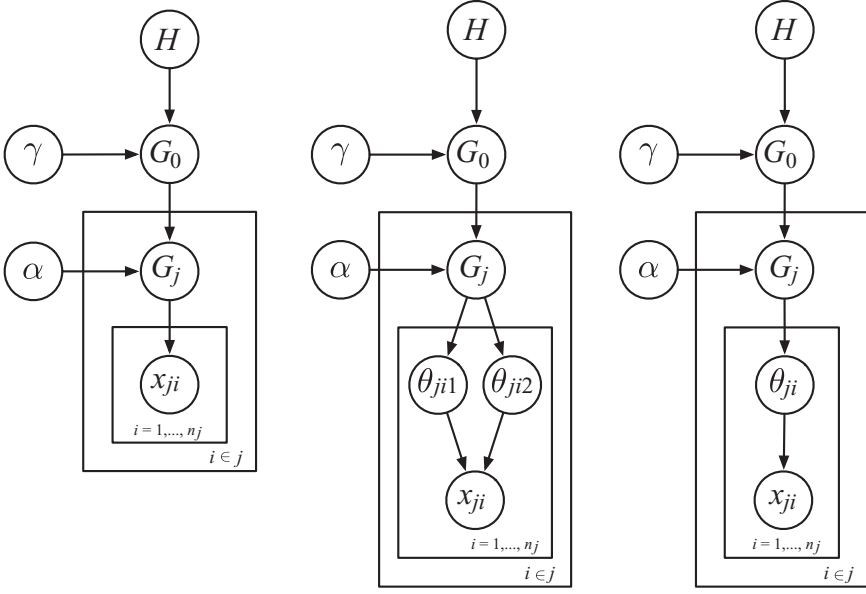 H
γ
G0
α
Gj
xji
i = 1,..., nj
i ∈ j
H
γ
G0
α
Gj
θji1
θji2
xji
i = 1,..., nj
i ∈ j
H
γ
G0
α
Gj
θji
xji
i = 1,..., nj
i ∈ j